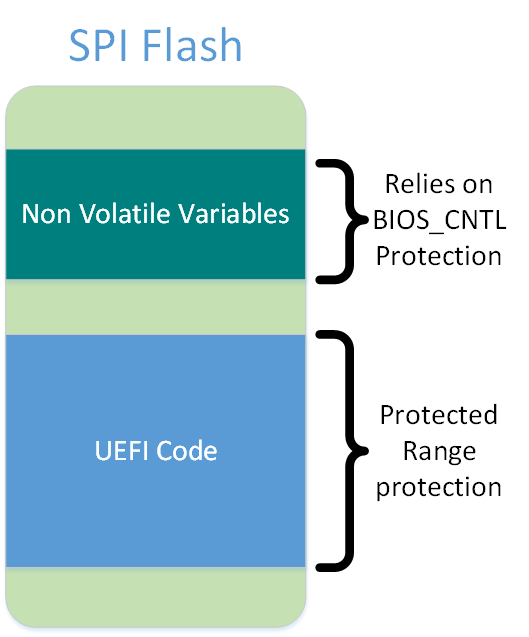 SPI Flash
Non Volatile Variables
Relies on
BIOS_CNTL
Protection
UEFI Code
Protected
Range
protection